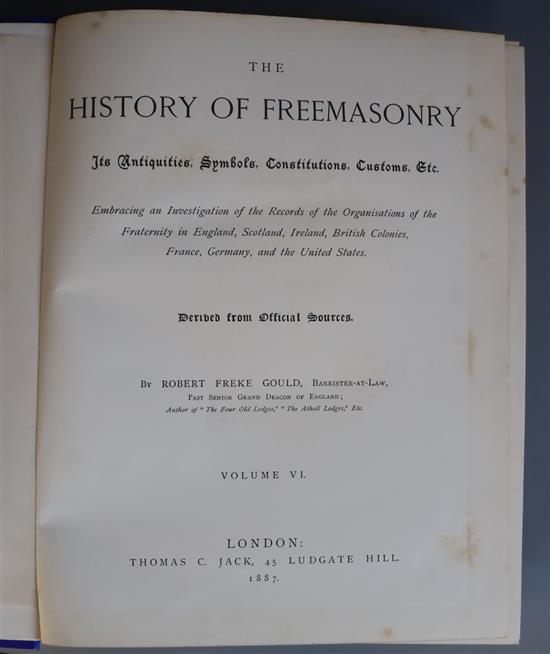 THE
HISTORY OF FREEMASONRY
Its Antiquities, Symbols, Constitutions, Customs, Etc.
Embracing an Investigation of the Records of the Organisations of the
Fraternity in England, Scotland, Ireland, British Colonies,
France, Germany, and the United States.
Derived from Official Sources.
BY ROBERT FREKE GOULD, BARRISTER-AT-LAW,
PAST SENIOR GRAND DEACON OF ENGLAND;
Author of "The Four Old Lodges," "The Atholl Lodges," Etc.
VOLUME VI.
LONDON:
THOMAS C. JACK, 45 LUDGATE HILL.
1887.